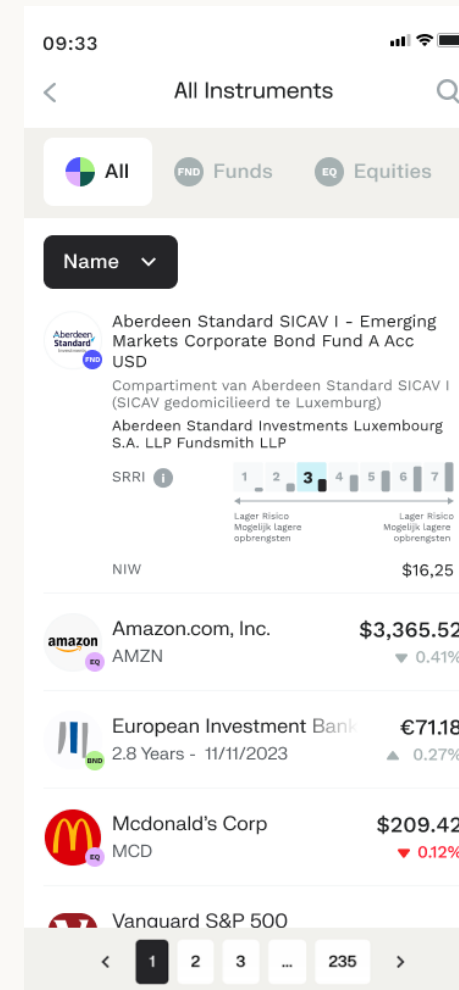 09:33
All Instruments
All
FND Funds
EQ Equities
Name
Aberdeen
Standard
FND
Aberdeen Standard SICAV I - Emerging
Markets Corporate Bond Fund A Acc
USD
Compartiment van Aberdeen Standard SICAV I
(SICAV gedomicilieerd te Luxemburg)
Aberdeen Standard Investments Luxembourg
S.A. LLP Fundsmith LLP
SRRI i
1 2 3 4 5 6 7
Lager Risico
Mogelijk lagere
opbrengsten
Lager Risico
Mogelijk lagere
opbrengsten
NIW $16,25
amazon
EQ
Amazon.com, Inc. $3,365.52
AMZN ▼ 0.41%
BND
European Investment Bank €71.18
2.8 Years - 11/11/2023 ▲ 0.27%
EQ
Mcdonald's Corp $209.42
MCD ▼ 0.12%
Vanguard S&P 500
< 1 2 3 ... 235 >